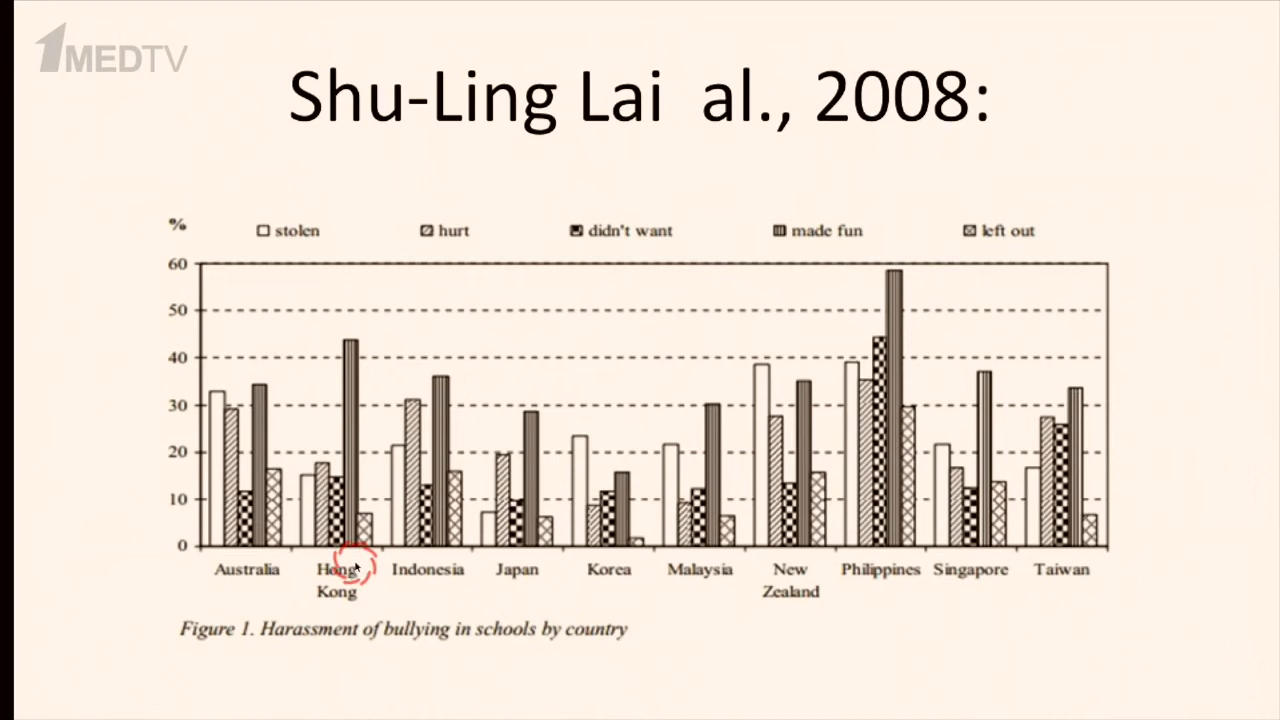 1MEDTV
Shu-Ling Lai al., 2008:
% stolen hurt didn't want made fun left out
60
50
40
30
20
10
0
Australia Hong Kong Indonesia Japan Korea Malaysia New Zealand Philippines Singapore Taiwan
Figure 1. Harassment of bullying in schools by country